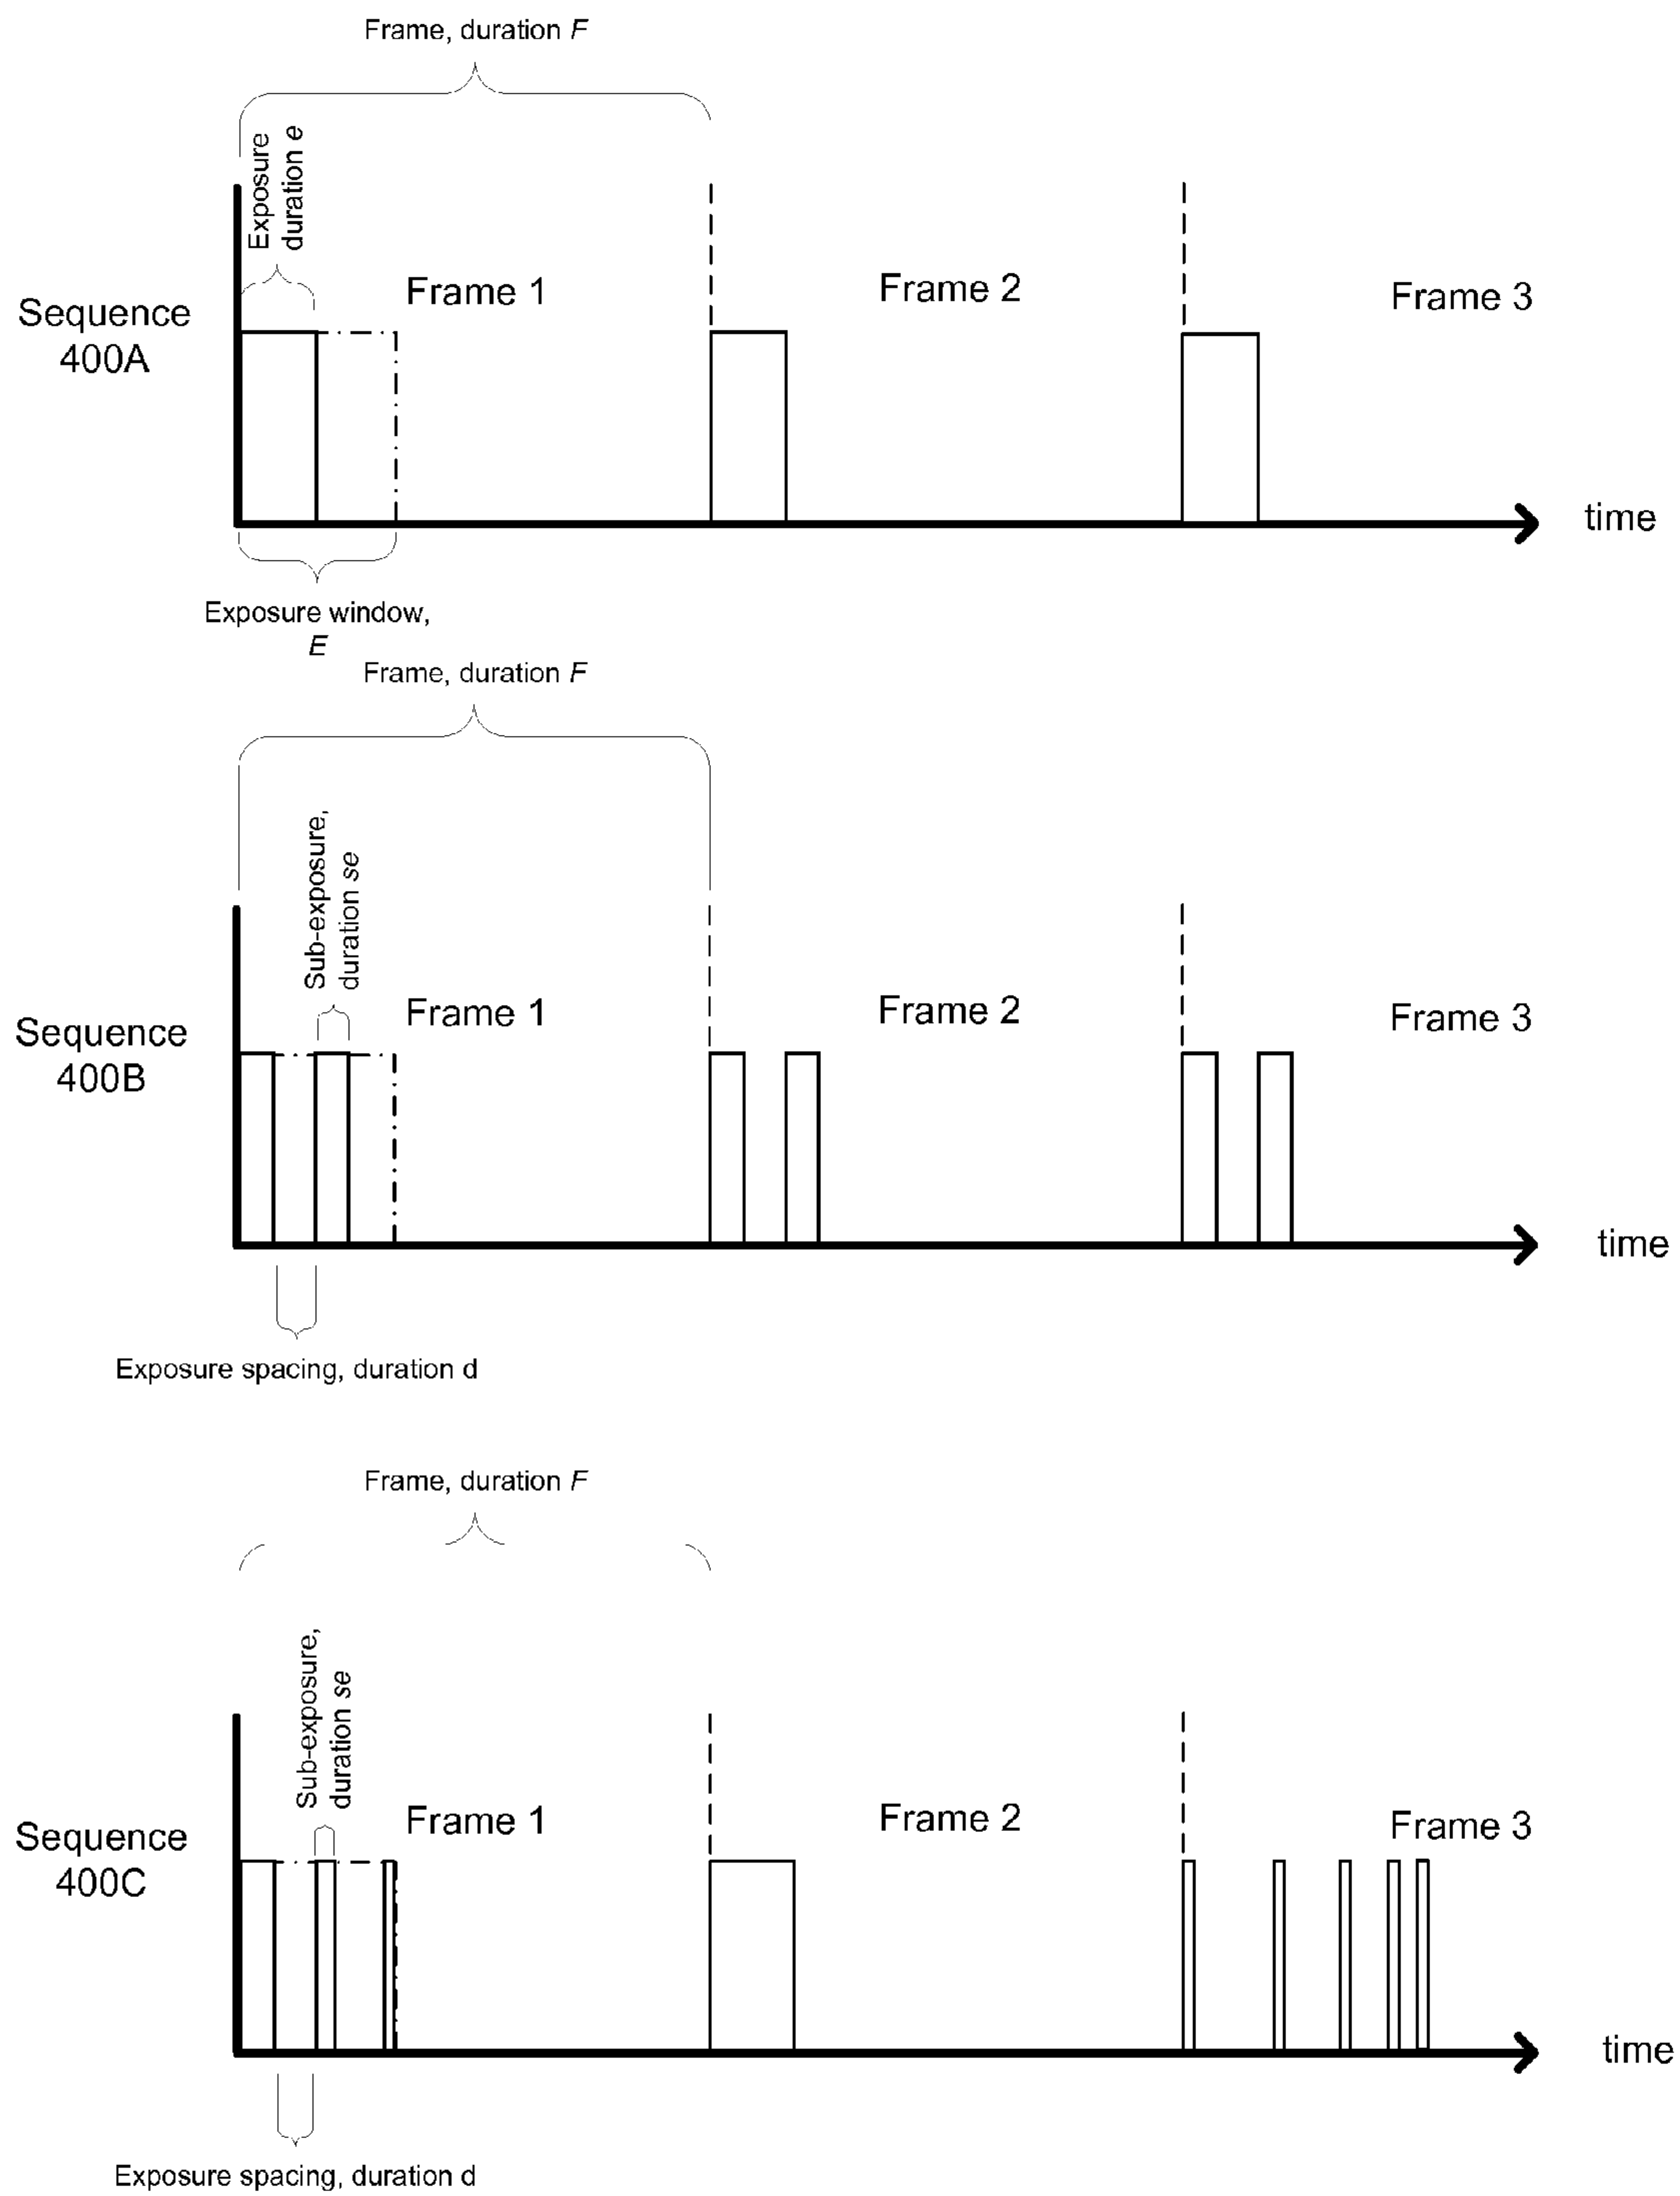 Frame, duration F
Exposure
duration e
Frame 1
Frame 2
Frame 3
Sequence
400A
time
Exposure window,
E
Frame, duration F
Sub-exposure,
duration se
Frame 1
Frame 2
Frame 3
Sequence
400B
time
Exposure spacing, duration d
Frame, duration F
Sub-exposure,
duration se
Frame 1
Frame 2
Frame 3
Sequence
400C
time
Exposure spacing, duration d